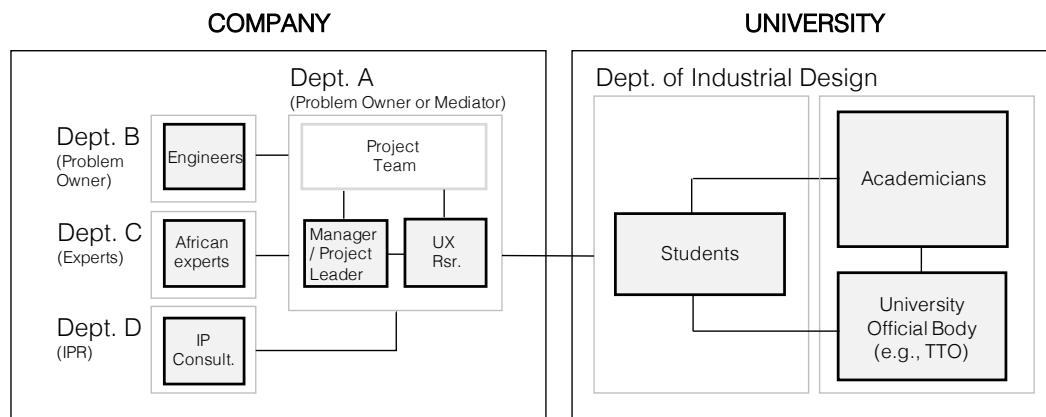 COMPANY
UNIVERSITY
Dept. A
(Problem Owner or Mediator)
Dept. B
(Problem
Owner)
Engineers
Project
Team
Dept. C
(Experts)
African
experts
Manager
/ Project
Leader
UX
Rsr.
Dept. D
(IPR)
IP
Consult.
Dept. of Industrial Design
Students
Academicians
University
Official Body
(e.g., TTO)